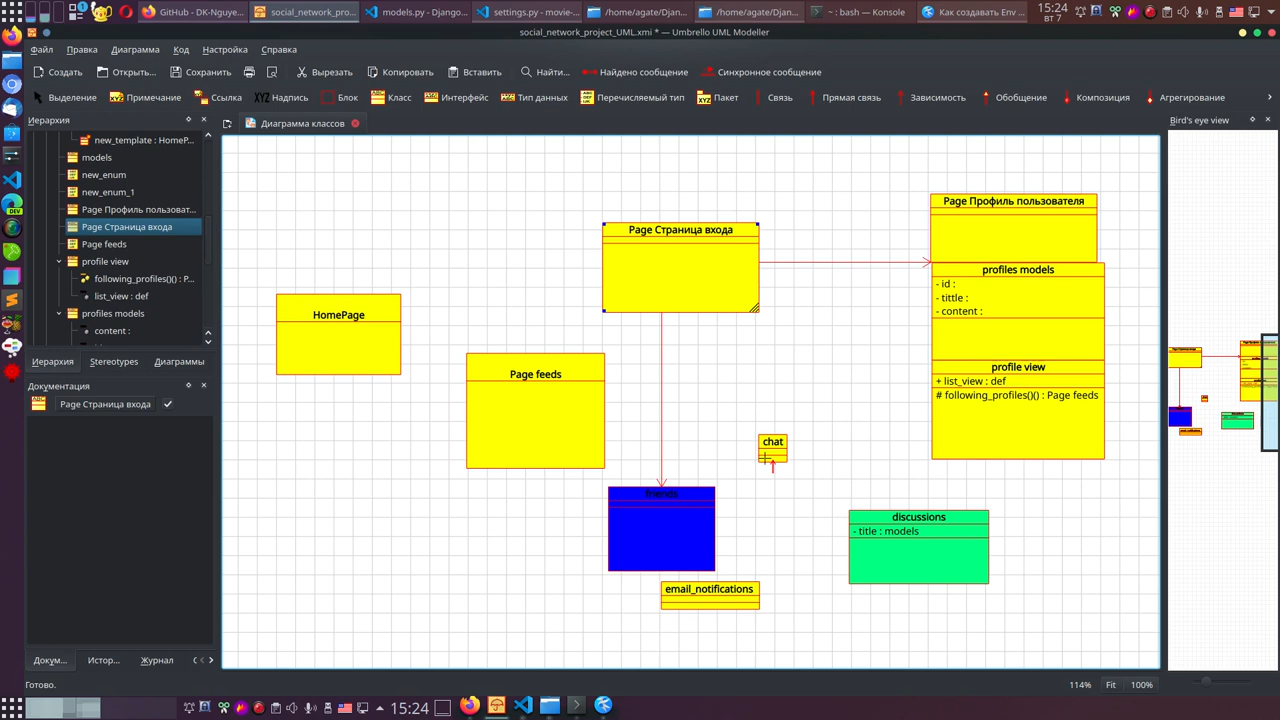 GitHub - DK-Nguye... social_network_pro... models.py - Django... settings.py - movie-... /home/agate/Djan... /home/agate/Djan... ~ : bash — Konsole Как создавать Env ... 15:24
ВТ 7
social_network_project_UML.xmi * — Umbrello UML Modeller
Файл Правка Диаграмма Код Настройка Справка
Создать Открыть... Сохранить Вырезать Копировать Вставить Найти... Найдено сообщение Синхронное сообщение
Выделение Примечание Ссылка Надпись Блок Класс Интерфейс Тип данных Перечисляемый тип Пакет Связь Прямая связь Зависимость Обобщение Композиция Агрегирование
Иерархия
Диаграмма классов
Bird's eye view
new_template : HomeP...
models
new_enum
new_enum_1
Page Профиль пользоват...
Page Страница входа
Page feeds
profile view
following_profiles()() : P...
list_view : def
profiles models
content :
Иерархия Stereotypes Диаграммы
Документация
Page Страница входа
Докум... Истор... Журнал
HomePage
Page feeds
Page Страница входа
friends
email_notifications
chat
Page Профиль пользователя
profiles models
- id :
- tittle :
- content :
profile view
+ list_view : def
# following_profiles()() : Page feeds
discussions
- title : models
Готово.
114% Fit 100%
15:24